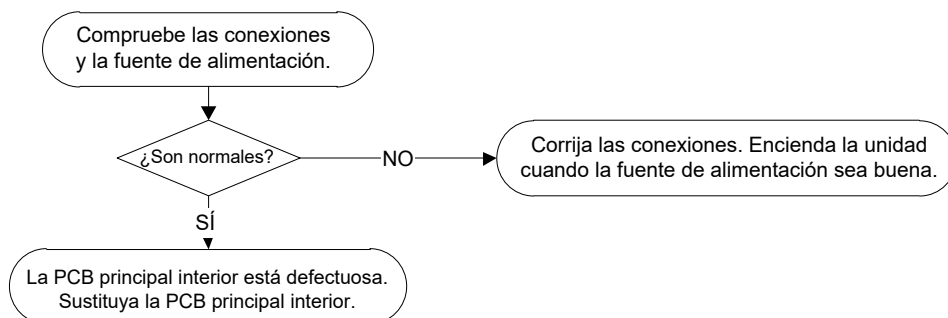 Compruebe las conexiones
y la fuente de alimentación.
¿Son normales?
NO
Corrija las conexiones. Encienda la unidad
cuando la fuente de alimentación sea buena.
SÍ
La PCB principal interior está defectuosa.
Sustituya la PCB principal interior.